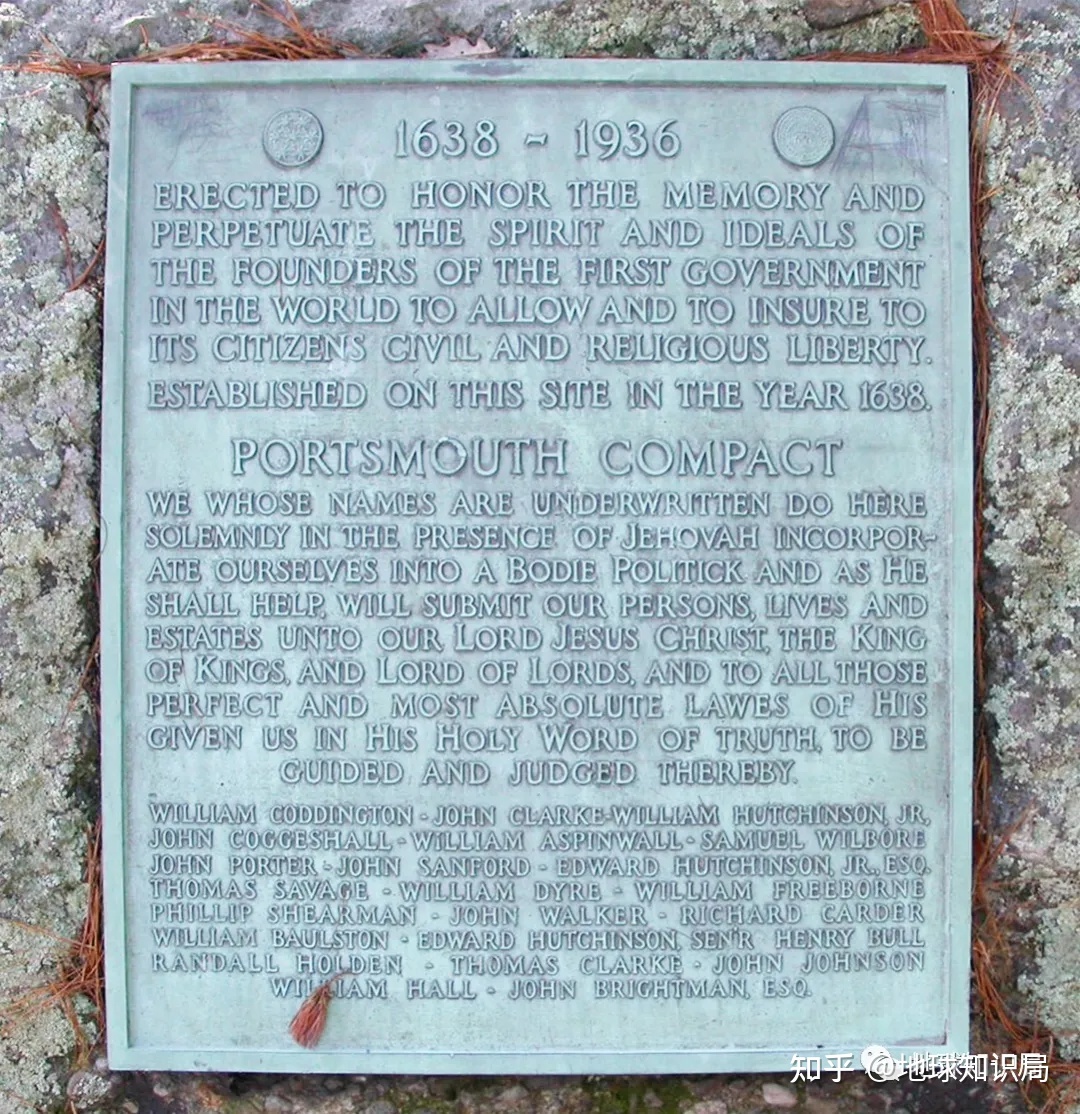 1638 - 1936
ERECTED TO HONOR THE MEMORY AND
PERPETUATE THE SPIRIT AND IDEALS OF
THE FOUNDERS OF THE FIRST GOVERNMENT
IN THE WORLD TO ALLOW AND TO INSURE TO
ITS CITIZENS CIVIL AND RELIGIOUS LIBERTY.
ESTABLISHED ON THIS SITE IN THE YEAR 1638.
PORTSMOUTH COMPACT
WE WHOSE NAMES ARE UNDERWRITTEN DO HERE
SOLEMNLY IN THE PRESENCE OF JEHOVAH INCORPOR-
ATE OURSELVES INTO A BODIE POLITICK AND AS HE
SHALL HELP, WILL SUBMIT OUR PERSONS, LIVES AND
ESTATES UNTO OUR LORD JESUS CHRIST, THE KING
OF KINGS, AND LORD OF LORDS, AND TO ALL THOSE
PERFECT AND MOST ABSOLUTE LAWES OF HIS
GIVEN US IN HIS HOLY WORD OF TRUTH, TO BE
GUIDED AND JUDGED THEREBY.
WILLIAM CODDINGTON - JOHN CLARKE - WILLIAM HUTCHINSON, JR,
JOHN COGGESHALL - WILLIAM ASPINWALL - SAMUEL WILBORE
JOHN PORTER - JOHN SANFORD - EDWARD HUTCHINSON, JR., ESQ.
THOMAS SAVAGE - WILLIAM DYRE - WILLIAM FREEBORNE
PHILLIP SHEARMAN - JOHN WALKER - RICHARD CARDER
WILLIAM BAULSTON - EDWARD HUTCHINSON, SEN'R HENRY BULL
RANDALL HOLDEN - THOMAS CLARKE - JOHN JOHNSON
WILLIAM HALL - JOHN BRIGHTMAN, ESQ.
知乎 @地球知识局